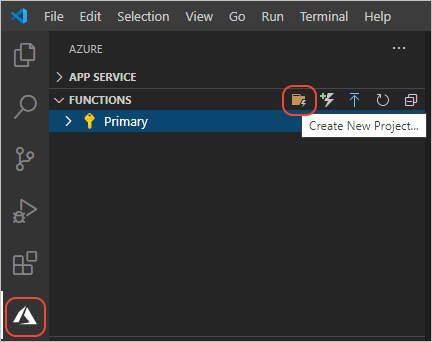 File Edit Selection View Go Run Terminal Help
AZURE
APP SERVICE
FUNCTIONS
Primary
Create New Project...